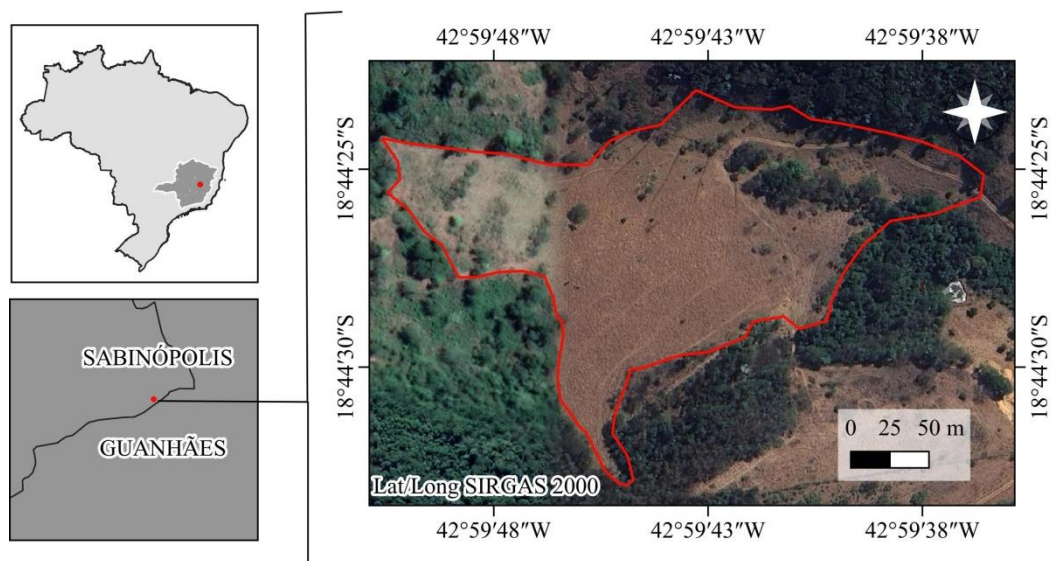 SABINÓPOLIS
GUANHÃES
42°59′48″W 42°59′43″W 42°59′38″W
18°44′25″S
18°44′30″S
18°44′25″S
18°44′30″S
0 25 50 m
Lat/Long SIRGAS 2000
42°59′48″W 42°59′43″W 42°59′38″W